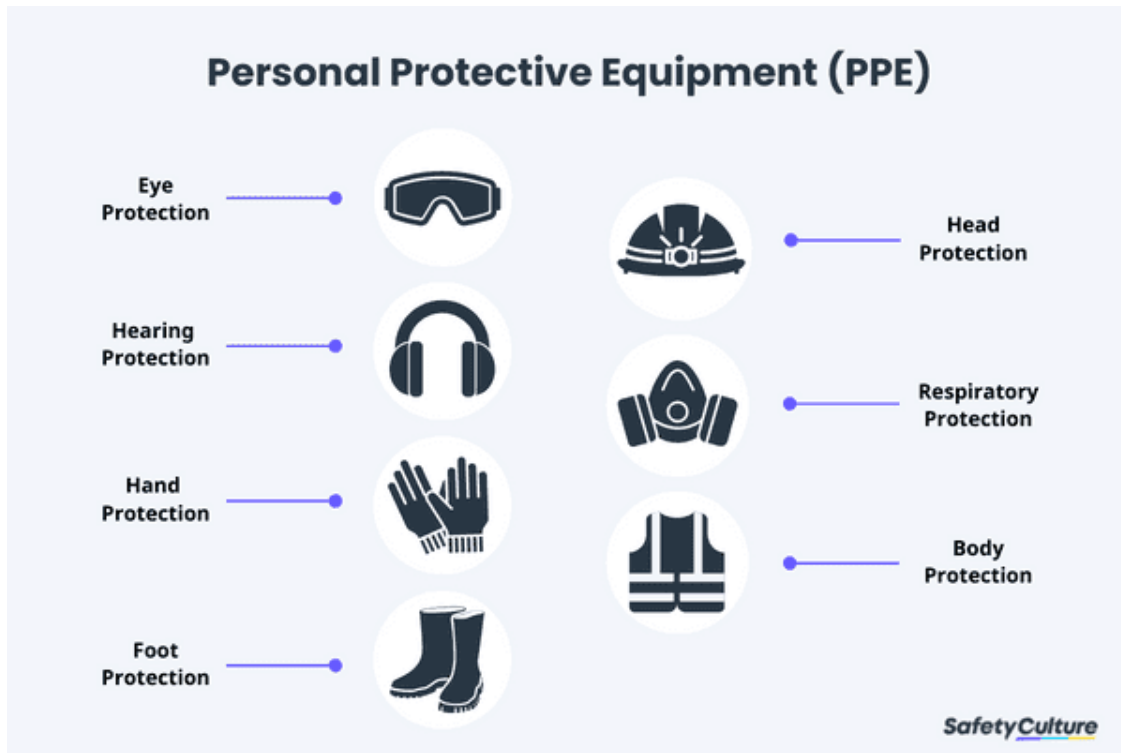 Personal Protective Equipment (PPE)
Eye
Protection
Hearing
Protection
Hand
Protection
Foot
Protection
Head
Protection
Respiratory
Protection
Body
Protection
SafetyCulture